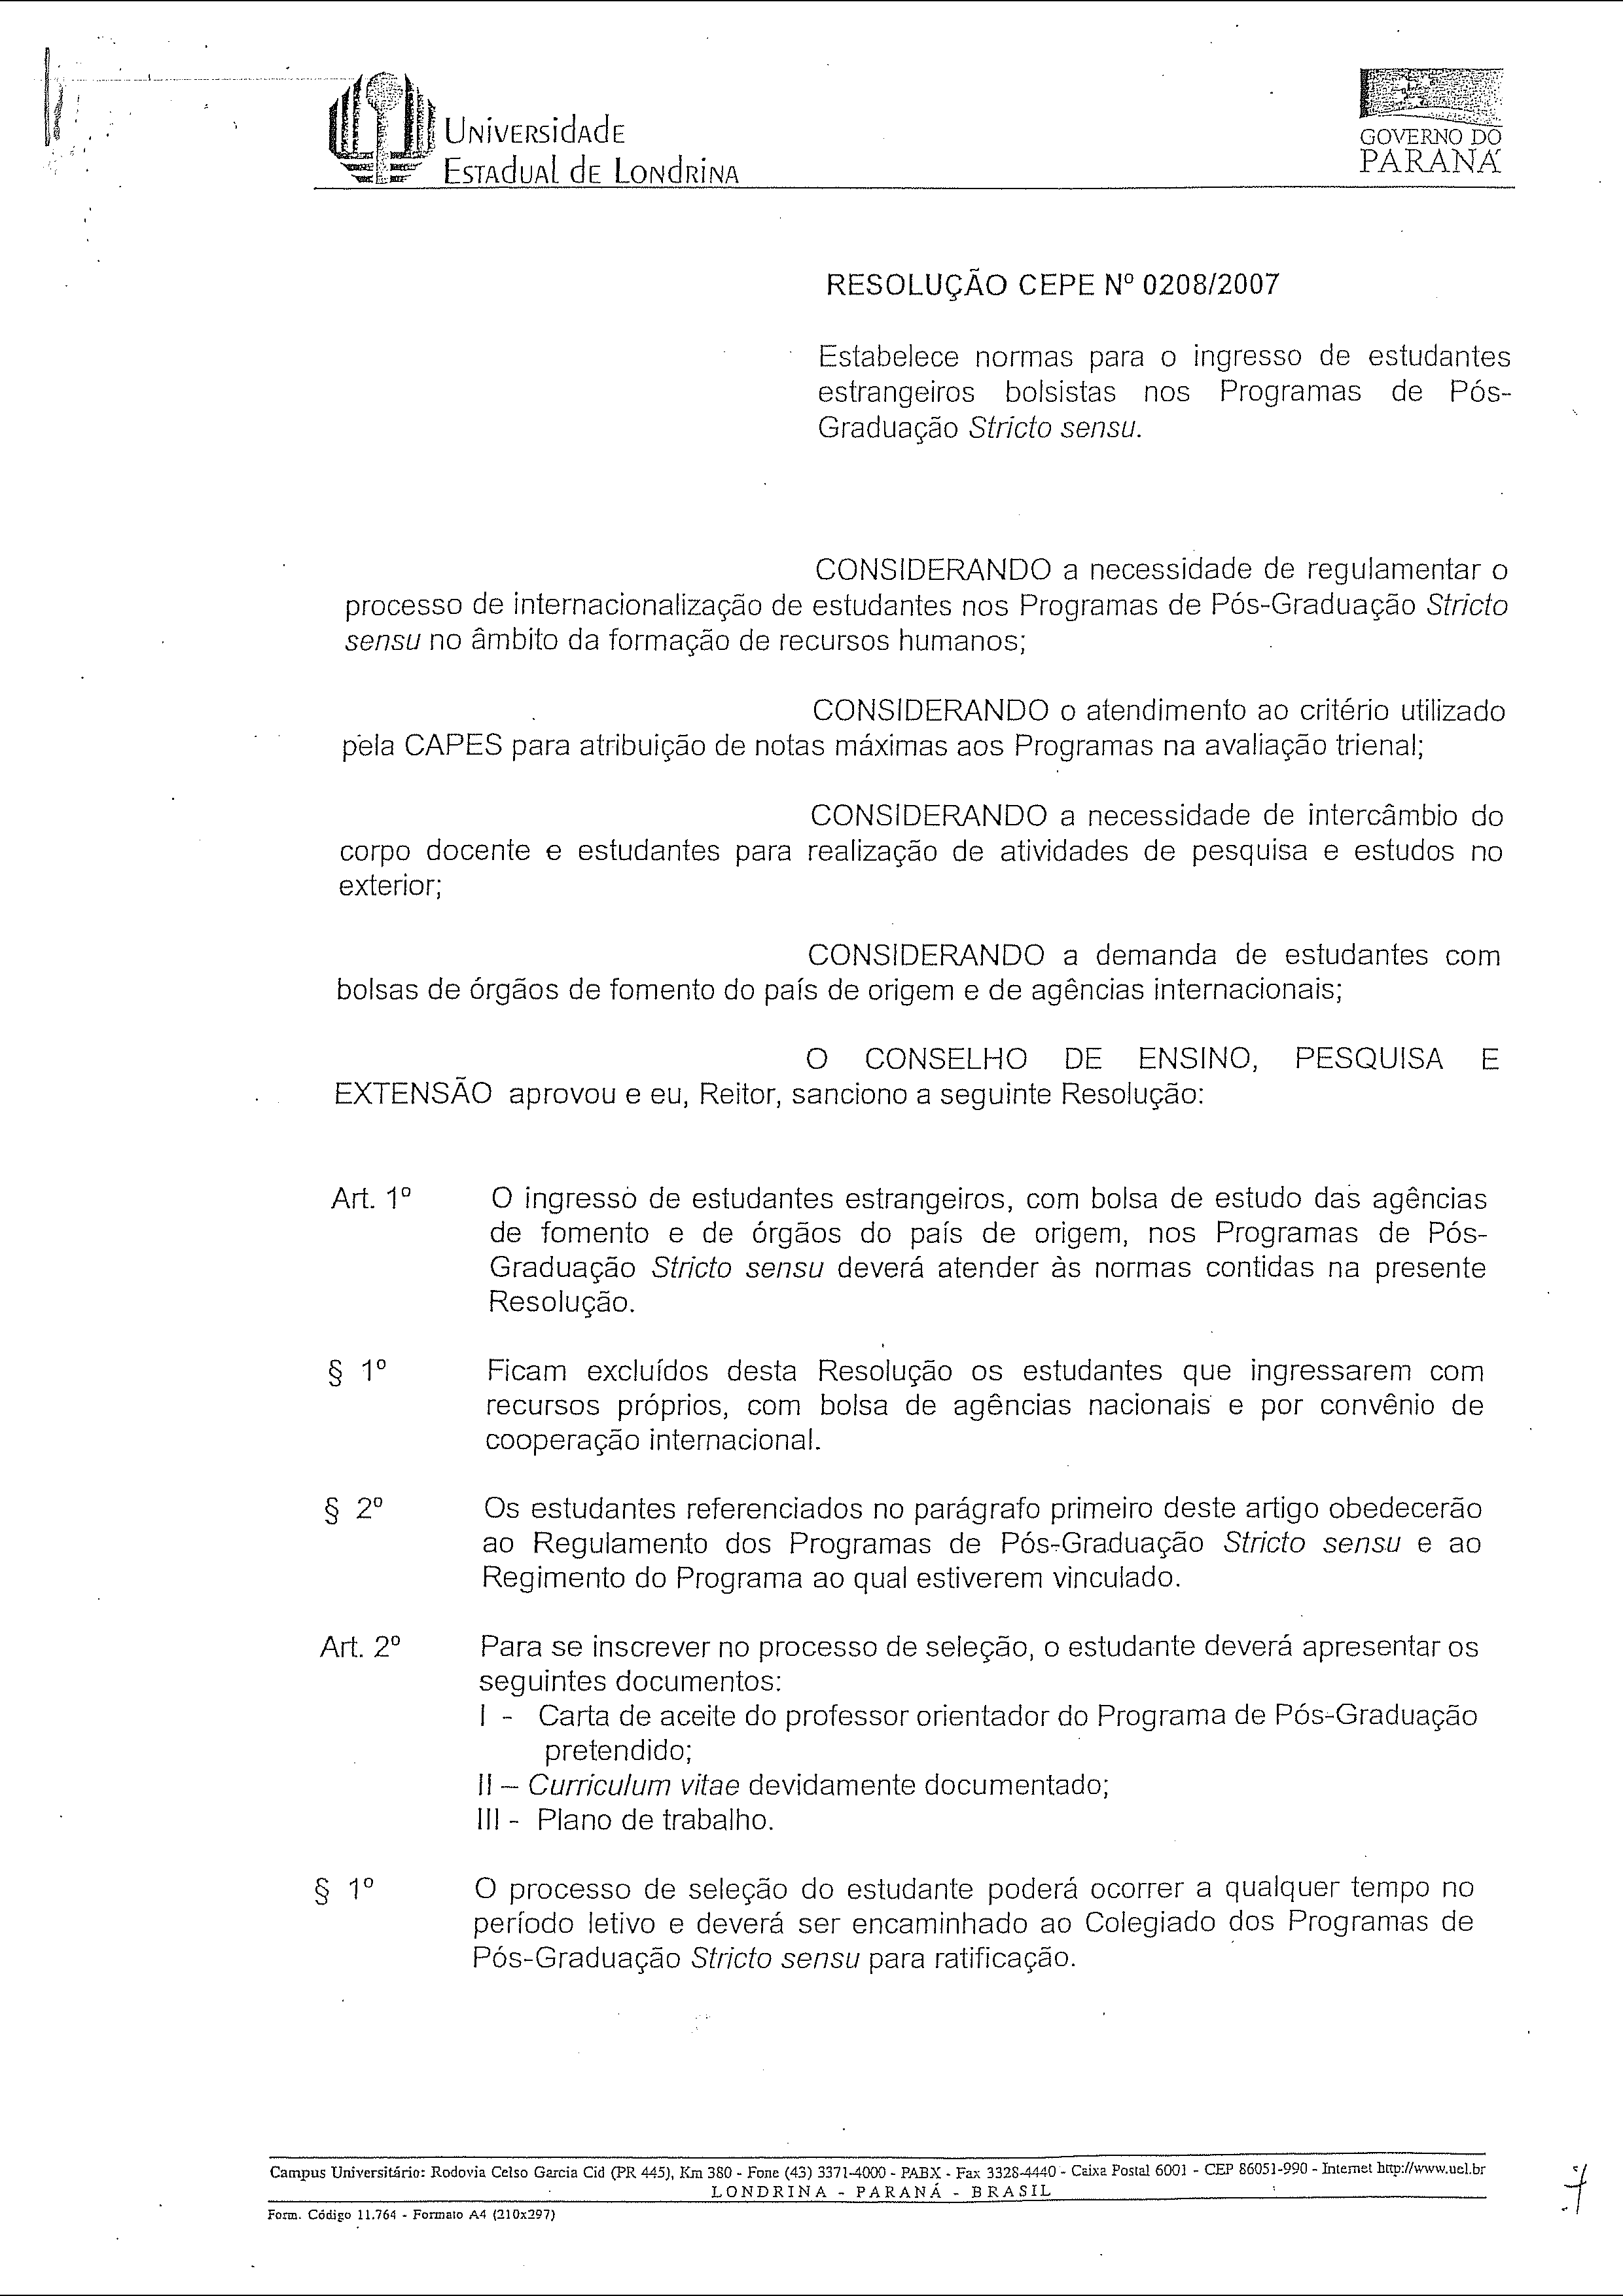 UNIVERSIDADE
ESTADUAL DE LONDRINA
GOVERNO DO
PARANÁ
RESOLUÇÃO CEPE Nº 0208/2007
Estabelece normas para o ingresso de estudantes
estrangeiros bolsistas nos Programas de Pós-
Graduação Stricto sensu.
CONSIDERANDO a necessidade de regulamentar o
processo de internacionalização de estudantes nos Programas de Pós-Graduação Stricto
sensu no âmbito da formação de recursos humanos;
CONSIDERANDO o atendimento ao critério utilizado
pela CAPES para atribuição de notas máximas aos Programas na avaliação trienal;
CONSIDERANDO a necessidade de intercâmbio do
corpo docente e estudantes para realização de atividades de pesquisa e estudos no
exterior;
CONSIDERANDO a demanda de estudantes com
bolsas de órgãos de fomento do país de origem e de agências internacionais;
O CONSELHO DE ENSINO, PESQUISA E
EXTENSÃO aprovou e eu, Reitor, sanciono a seguinte Resolução:
Art. 1º O ingresso de estudantes estrangeiros, com bolsa de estudo das agências
de fomento e de órgãos do país de origem, nos Programas de Pós-
Graduação Stricto sensu deverá atender às normas contidas na presente
Resolução.
§ 1º Ficam excluídos desta Resolução os estudantes que ingressarem com
recursos próprios, com bolsa de agências nacionais e por convênio de
cooperação internacional.
§ 2º Os estudantes referenciados no parágrafo primeiro deste artigo obedecerão
ao Regulamento dos Programas de Pós-Graduação Stricto sensu e ao
Regimento do Programa ao qual estiverem vinculado.
Art. 2º Para se inscrever no processo de seleção, o estudante deverá apresentar os
seguintes documentos:
I - Carta de aceite do professor orientador do Programa de Pós-Graduação
pretendido;
II – Curriculum vitae devidamente documentado;
III - Plano de trabalho.
§ 1º O processo de seleção do estudante poderá ocorrer a qualquer tempo no
período letivo e deverá ser encaminhado ao Colegiado dos Programas de
Pós-Graduação Stricto sensu para ratificação.
Campus Universitário: Rodovia Celso Garcia Cid (PR 445), Km 380 - Fone (43) 3371-4000 - PABX - Fax 3328-4440 - Caixa Postal 6001 - CEP 86051-990 - Internet http://www.uel.br
LONDRINA - PARANÁ - BRASIL
Form. Código 11.764 - Formato A4 (210x297)